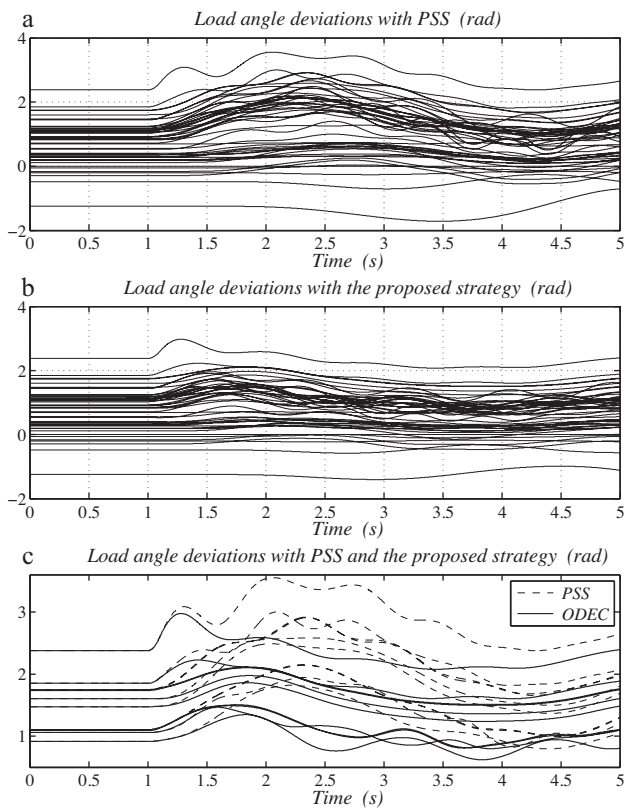 a
Load angle deviations with PSS (rad)
4
2
0
−2
0 0.5 1 1.5 2 2.5 3 3.5 4 4.5 5
Time (s)
b
Load angle deviations with the proposed strategy (rad)
4
2
0
−2
0 0.5 1 1.5 2 2.5 3 3.5 4 4.5 5
Time (s)
c
Load angle deviations with PSS and the proposed strategy (rad)
PSS
ODEC
3
2
1
0 0.5 1 1.5 2 2.5 3 3.5 4 4.5 5
Time (s)